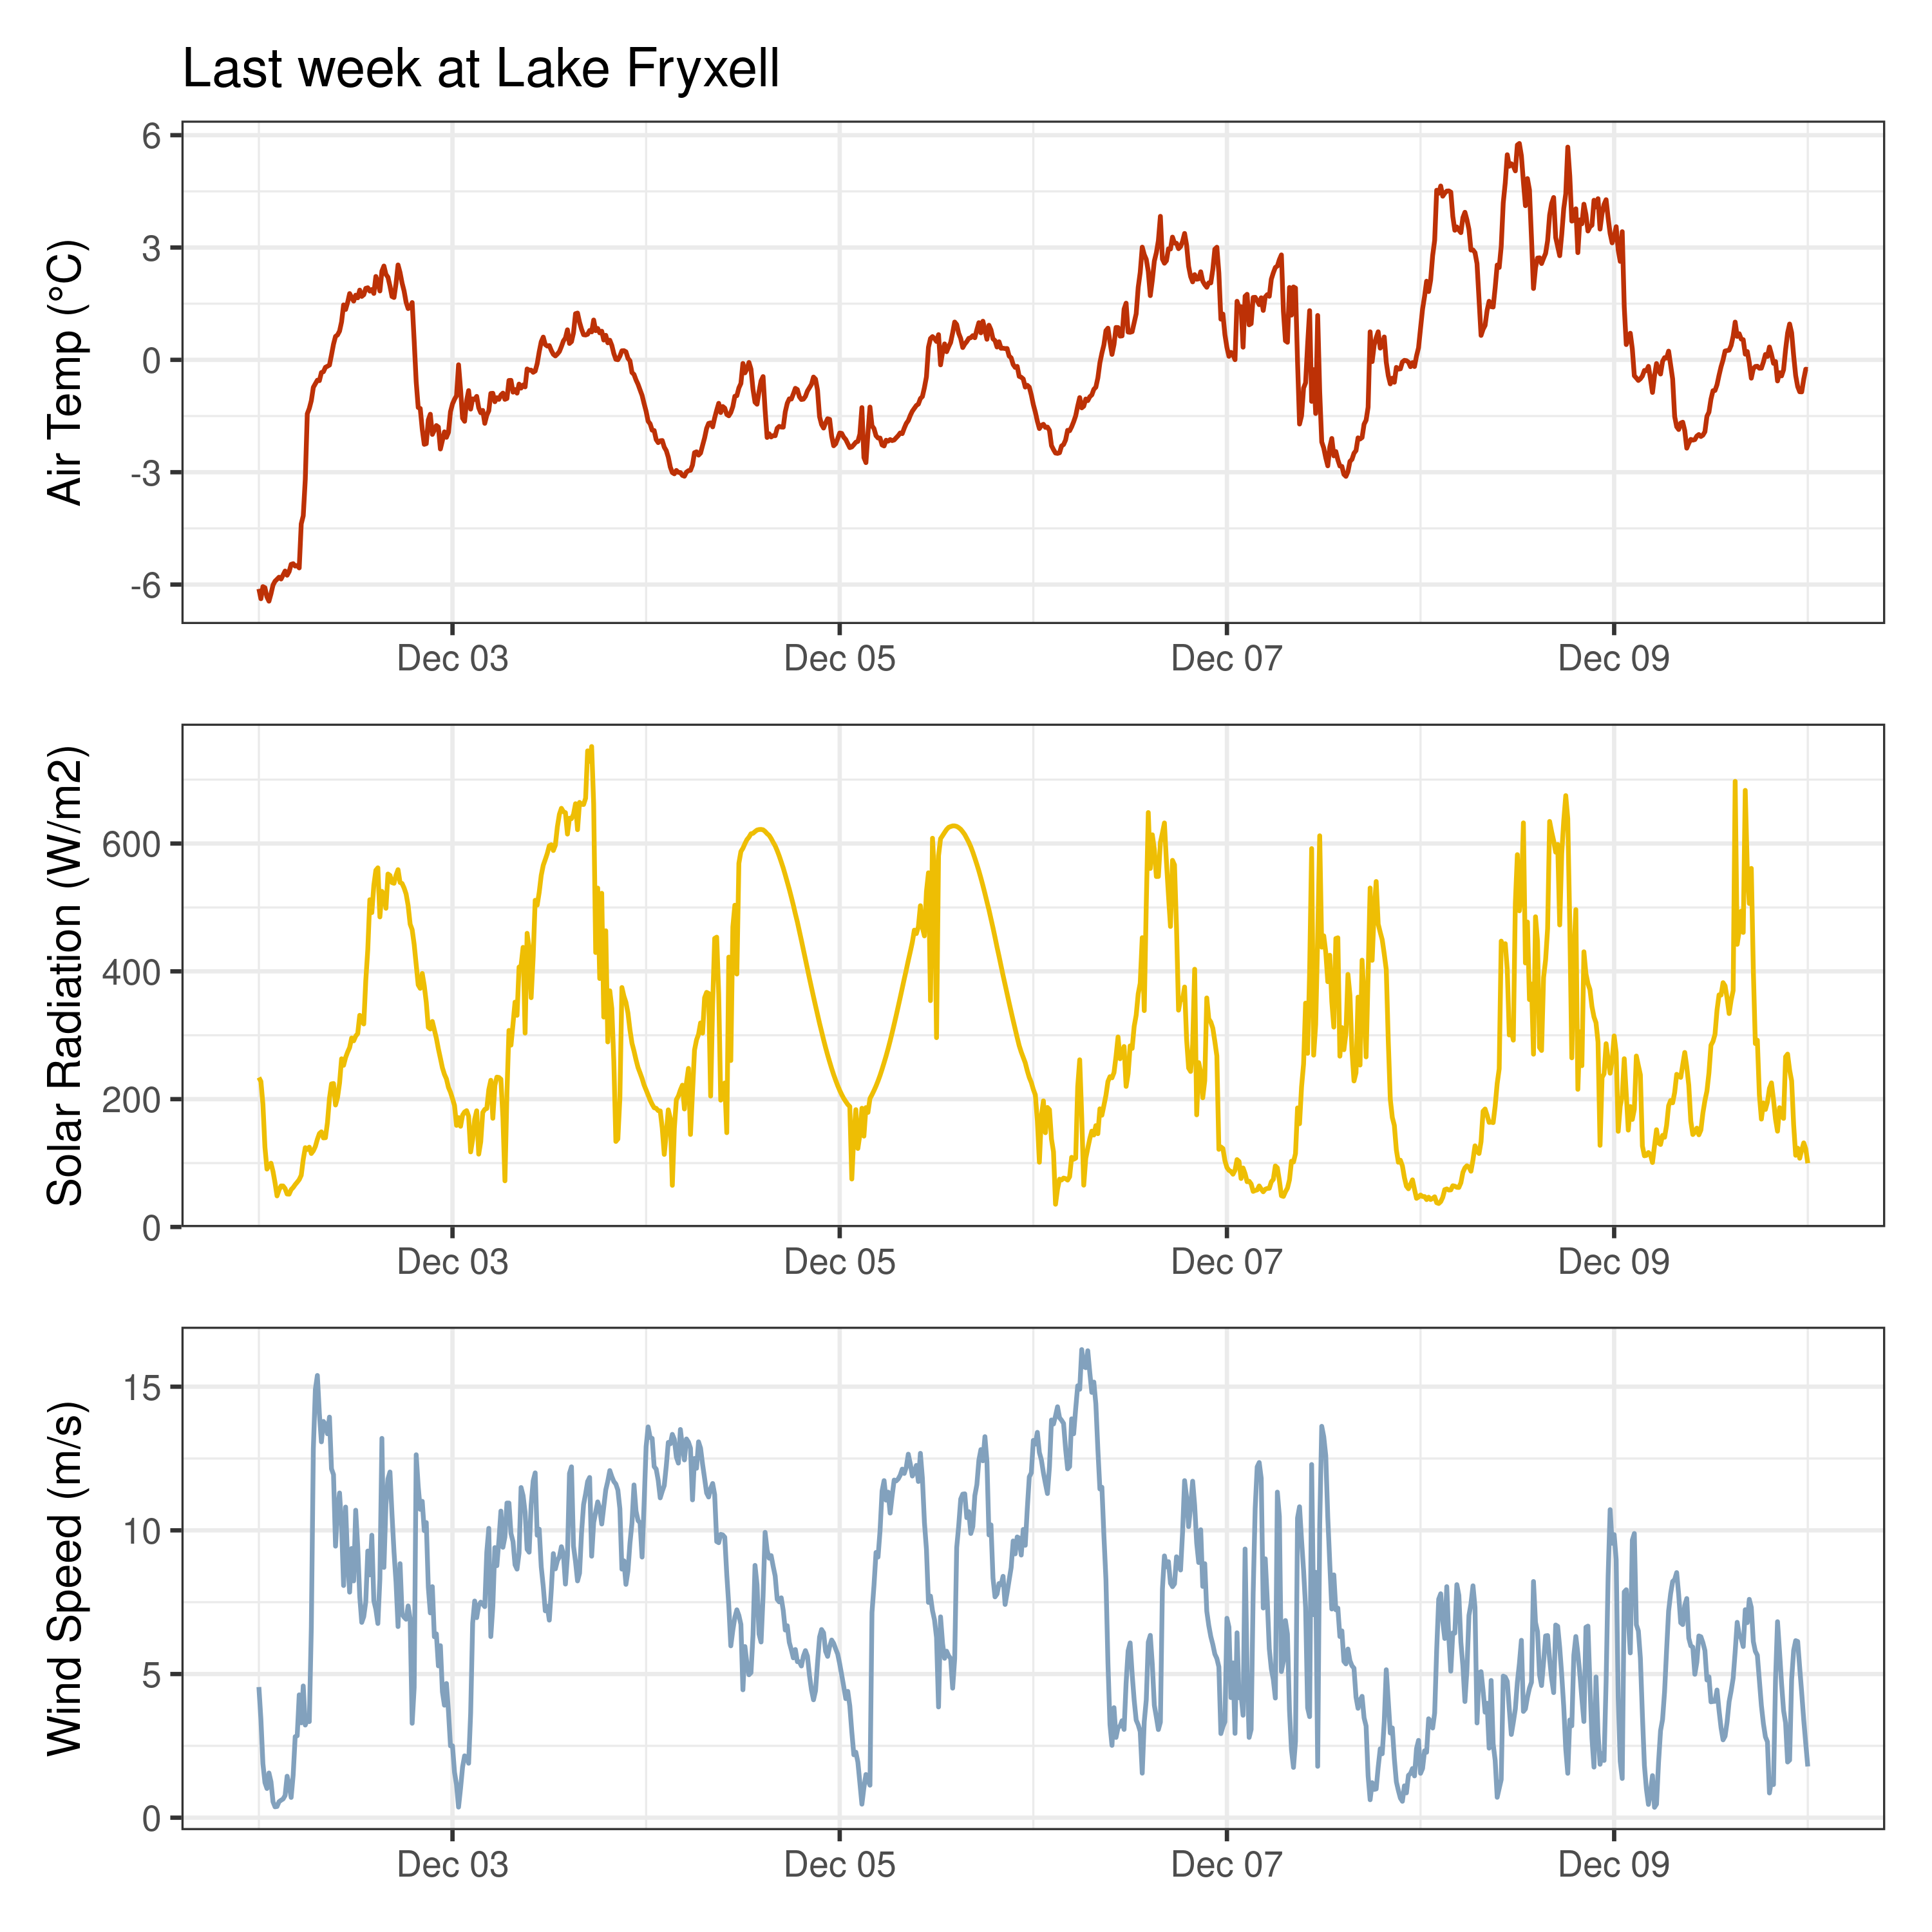 Last week at Lake Fryxell
Air Temp (°C)
6
3
0
-3
-6
Dec 03 Dec 05 Dec 07 Dec 09
Solar Radiation (W/m2)
600
400
200
0
Dec 03 Dec 05 Dec 07 Dec 09
Wind Speed (m/s)
15
10
5
0
Dec 03 Dec 05 Dec 07 Dec 09